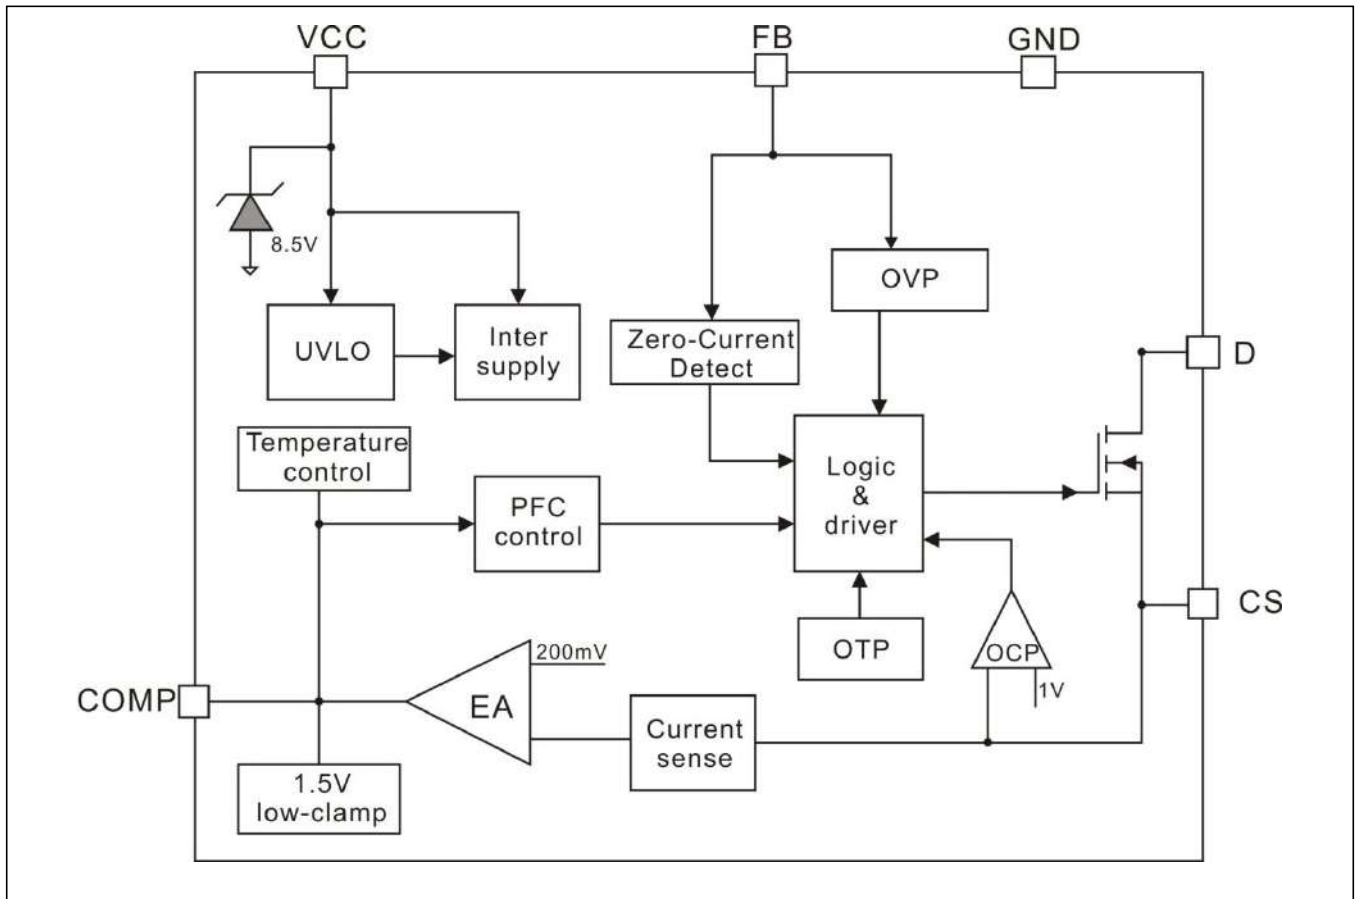 VCC
FB
GND
8.5V
OVP
UVLO
Inter
supply
Zero-Current
Detect
D
Temperature
control
PFC
control
Logic
&
driver
CS
OTP
OCP
1V
200mV
COMP
EA
Current
sense
1.5V
low-clamp